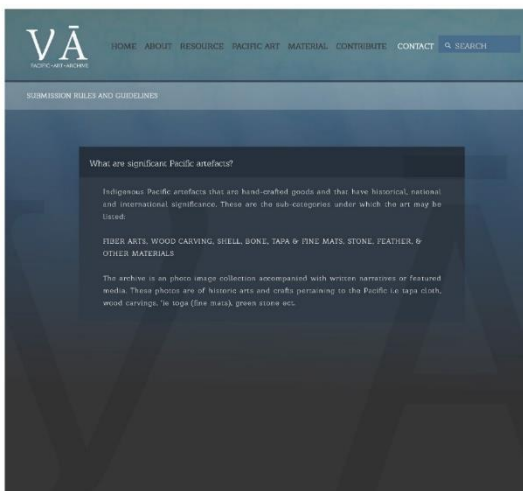 VĀ
PACIFIC-ART-ARCHIVE
HOME ABOUT RESOURCE PACIFIC ART MATERIAL CONTRIBUTE CONTACT SEARCH
SUBMISSION RULES AND GUIDELINES
What are significant Pacific artefacts?
Indigenous Pacific artefacts that are hand-crafted goods and that have historical, national
and international significance. These are the sub-categories under which the art may be
listed:
FIBER ARTS, WOOD CARVING, SHELL, BONE, TAPA & FINE MATS, STONE, FEATHER, &
OTHER MATERIALS
The archive is an photo image collection accompanied with written narratives or featured
media. These photos are of historic arts and crafts pertaining to the Pacific i.e tapa cloth,
wood carvings, 'ie toga (fine mats), green stone ect.
VĀ